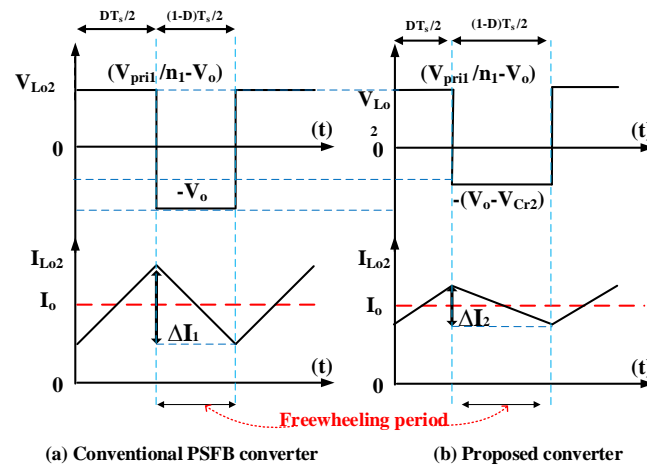 DTs/2 (1-D)Ts/2
DTs/2 (1-D)Ts/2
(Vpri1/n1-Vo)
(Vpri1/n1-Vo)
VLo2
VLo
2
0
0
(t)
(t)
-Vo
-(Vo-VCr2)
ILo2
ILo2
Io
Io
ΔI1
ΔI2
(t)
(t)
0
0
Freewheeling period
(a) Conventional PSFB converter
(b) Proposed converter